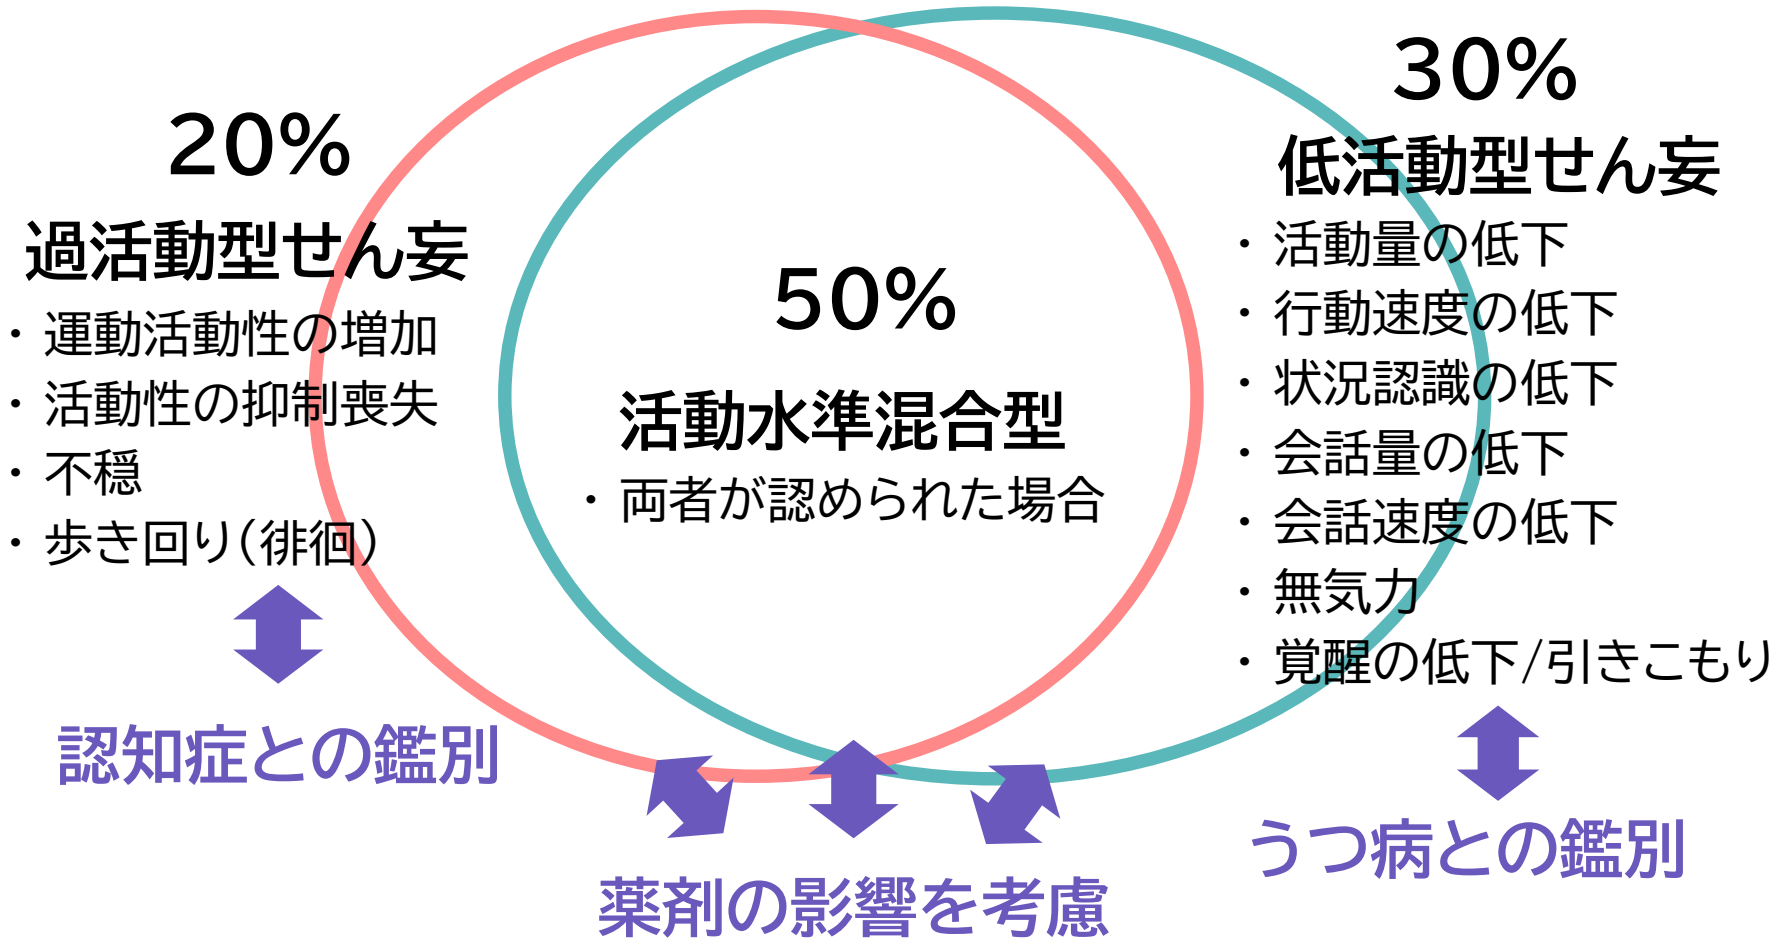 20%
過活動型せん妄
・運動活動性の増加
・活動性の抑制喪失
・不穏
・歩き回り(徘徊)
認知症との鑑別
50%
活動水準混合型
・両者が認められた場合
薬剤の影響を考慮
30%
低活動型せん妄
・活動量の低下
・行動速度の低下
・状況認識の低下
・会話量の低下
・会話速度の低下
・無気力
・覚醒の低下/引きこもり
うつ病との鑑別